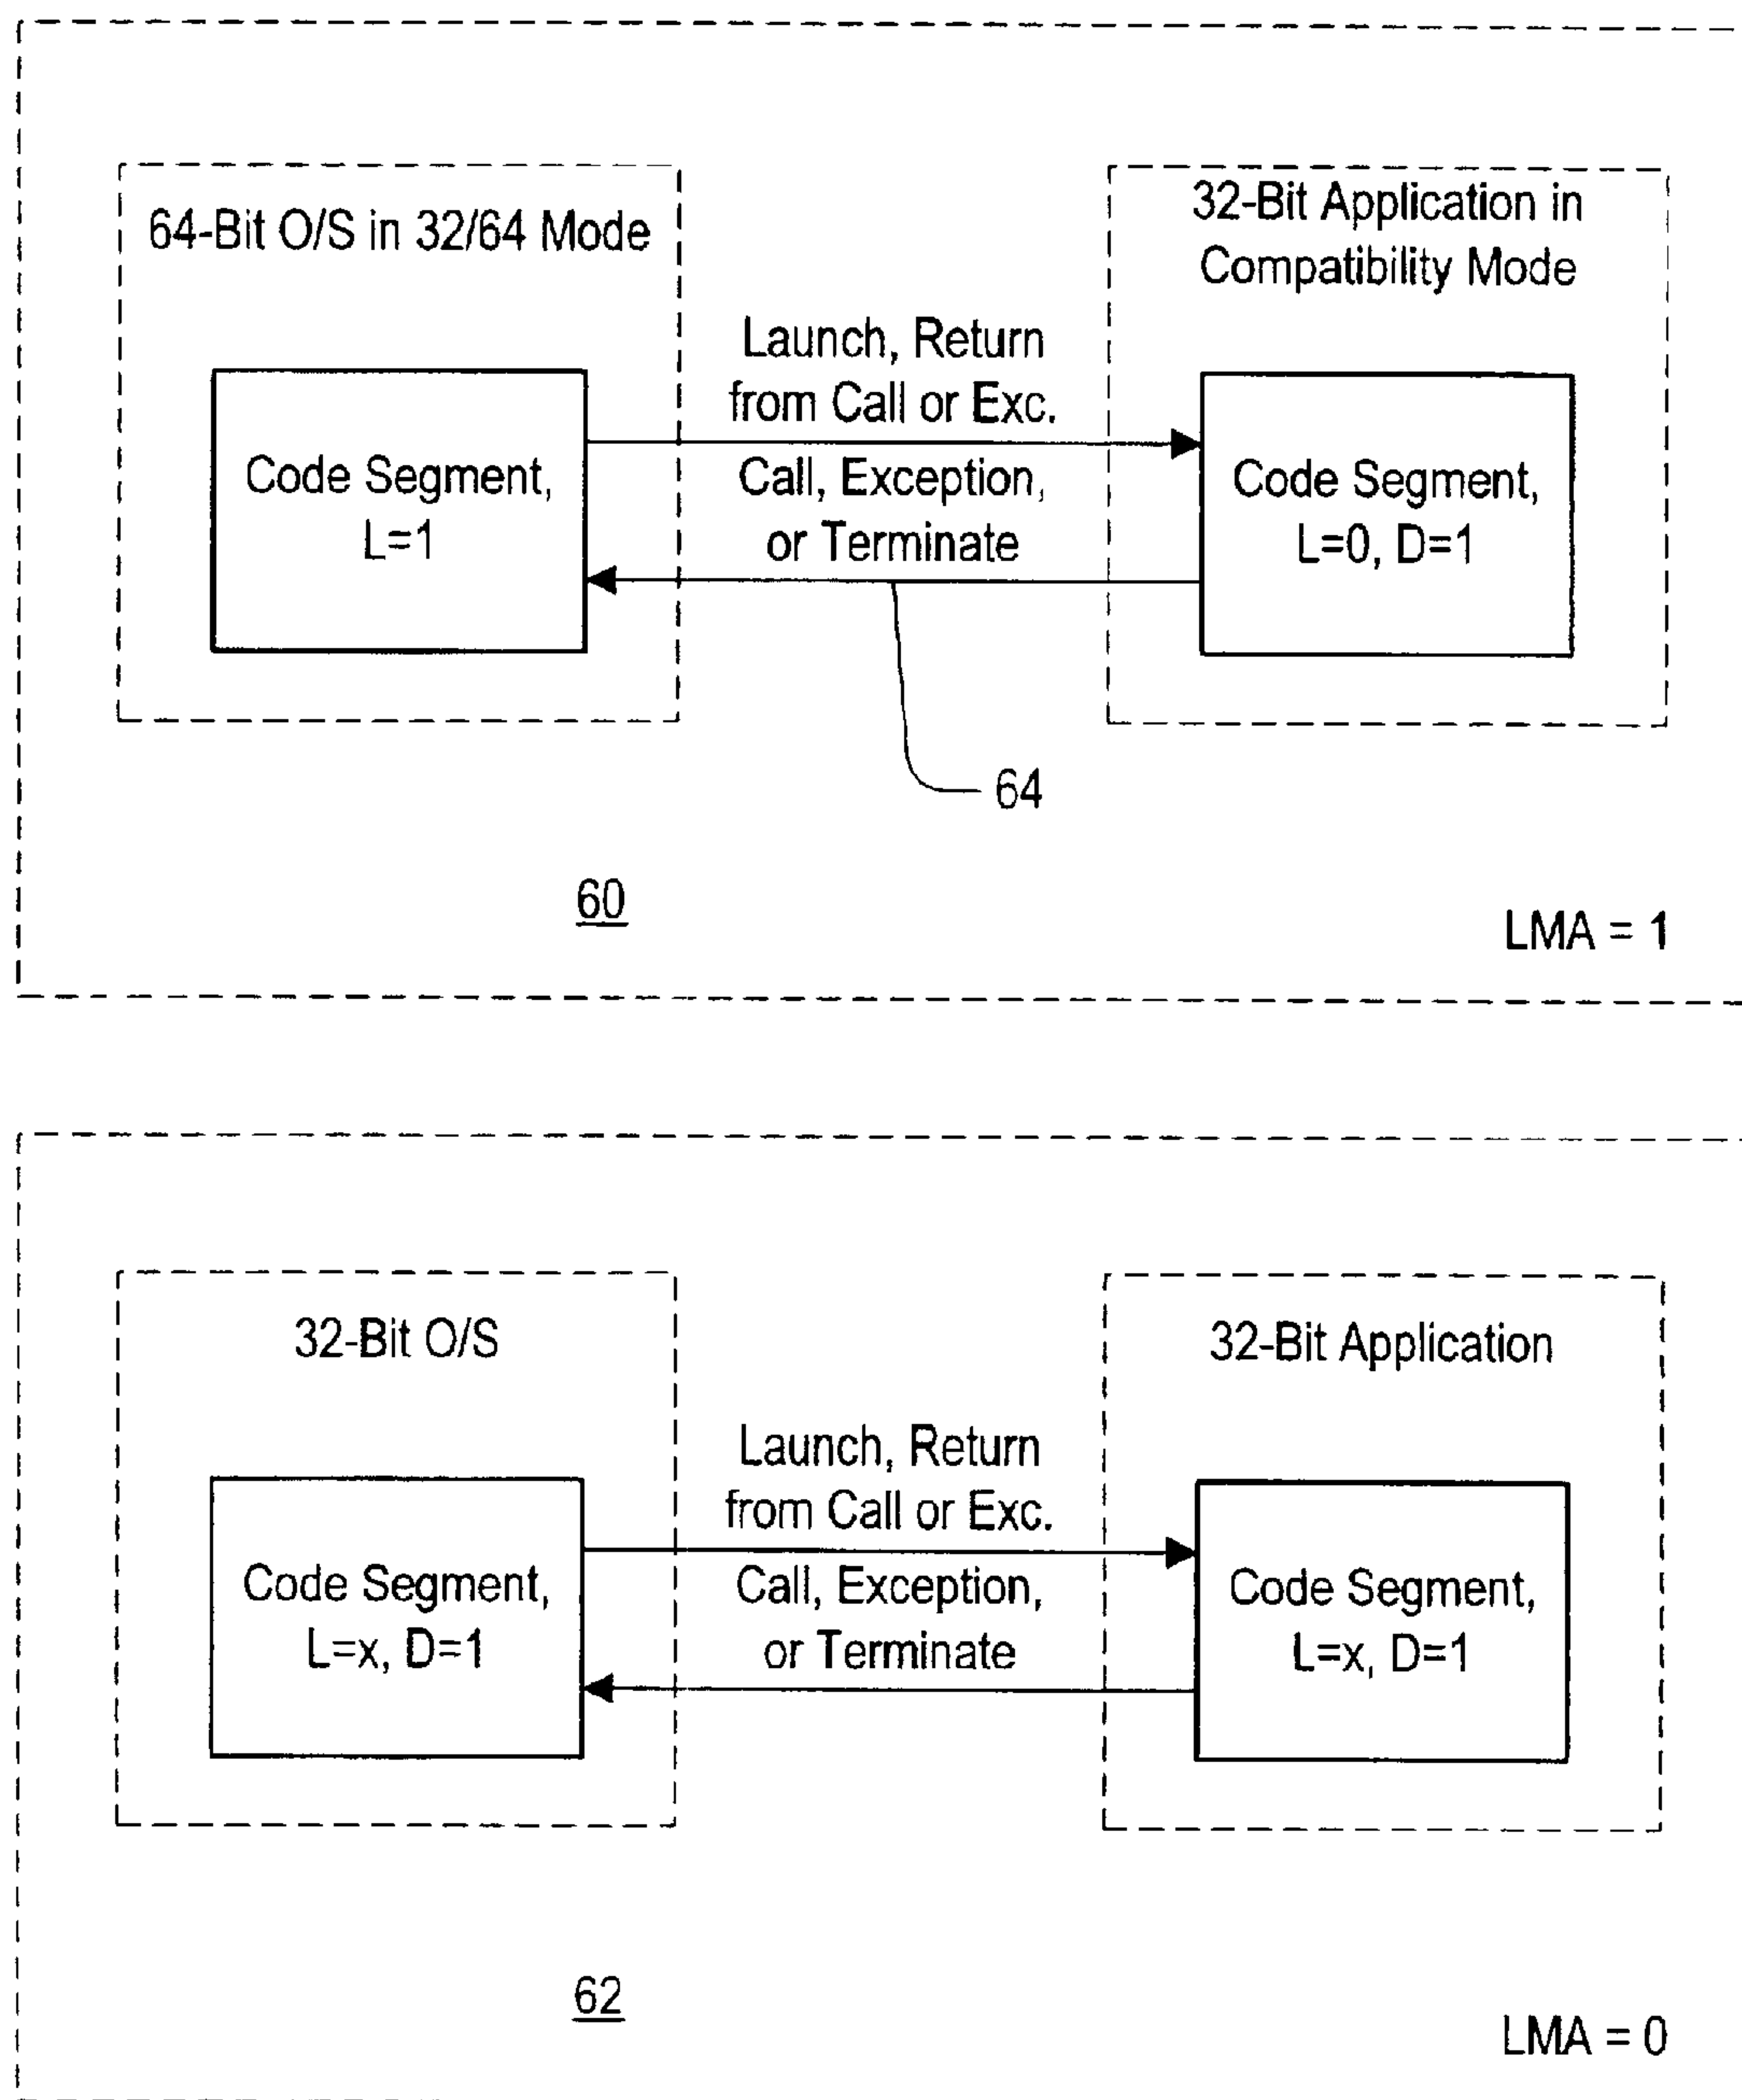 64-Bit O/S in 32/64 Mode
32-Bit Application in
Compatibility Mode
Launch, Return
from Call or Exc.
Code Segment,
L=1
Call, Exception,
or Terminate
Code Segment,
L=0, D=1
64
60
LMA = 1
32-Bit O/S
32-Bit Application
Launch, Return
from Call or Exc.
Code Segment,
L=x, D=1
Call, Exception,
or Terminate
Code Segment,
L=x, D=1
62
LMA = 0